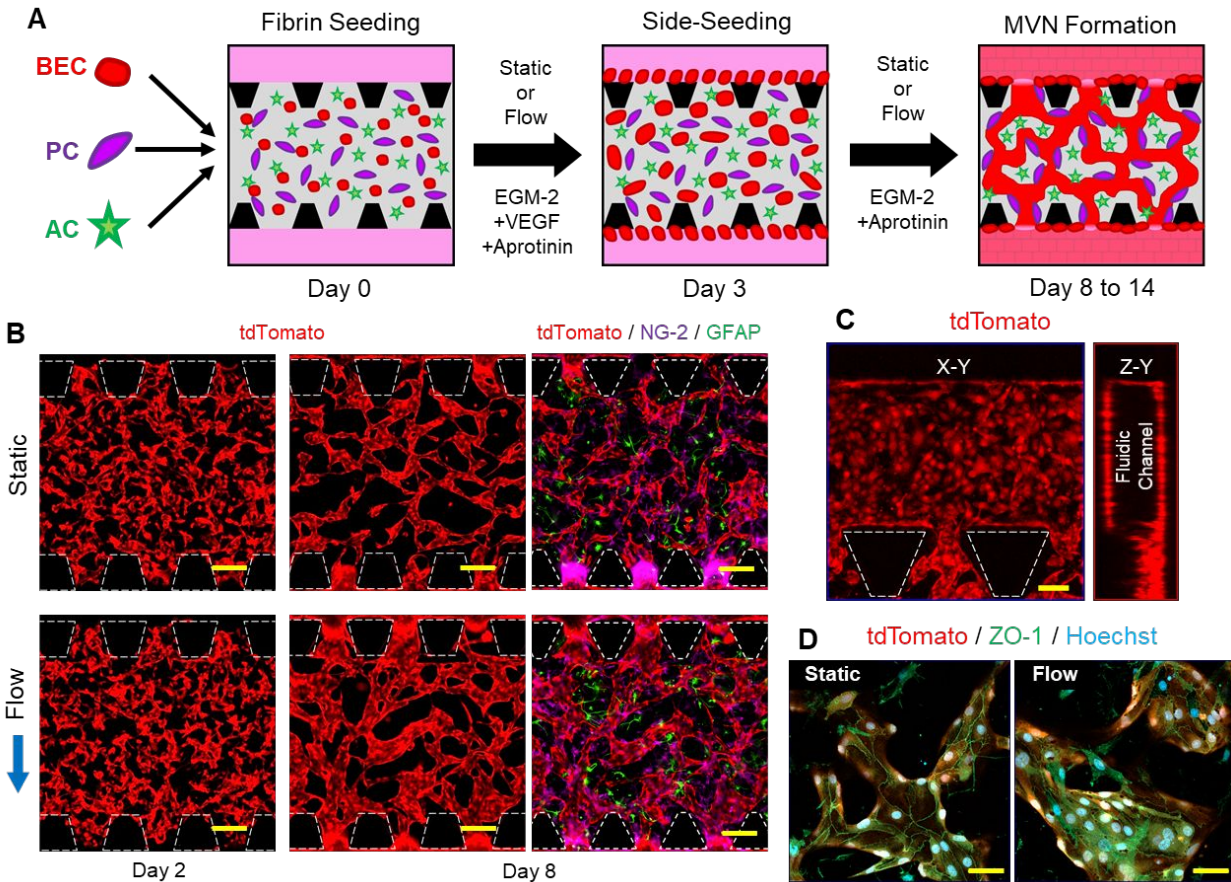 A
Fibrin Seeding
Side-Seeding
MVN Formation
BEC
PC
AC
Static
or
Flow
EGM-2
+VEGF
+Aprotinin
Static
or
Flow
EGM-2
+Aprotinin
Day 0
Day 3
Day 8 to 14
B
tdTomato
tdTomato / NG-2 / GFAP
Static
Flow
Day 2
Day 8
C
tdTomato
X-Y
Z-Y
Fluidic
Channel
D
tdTomato / ZO-1 / Hoechst
Static
Flow